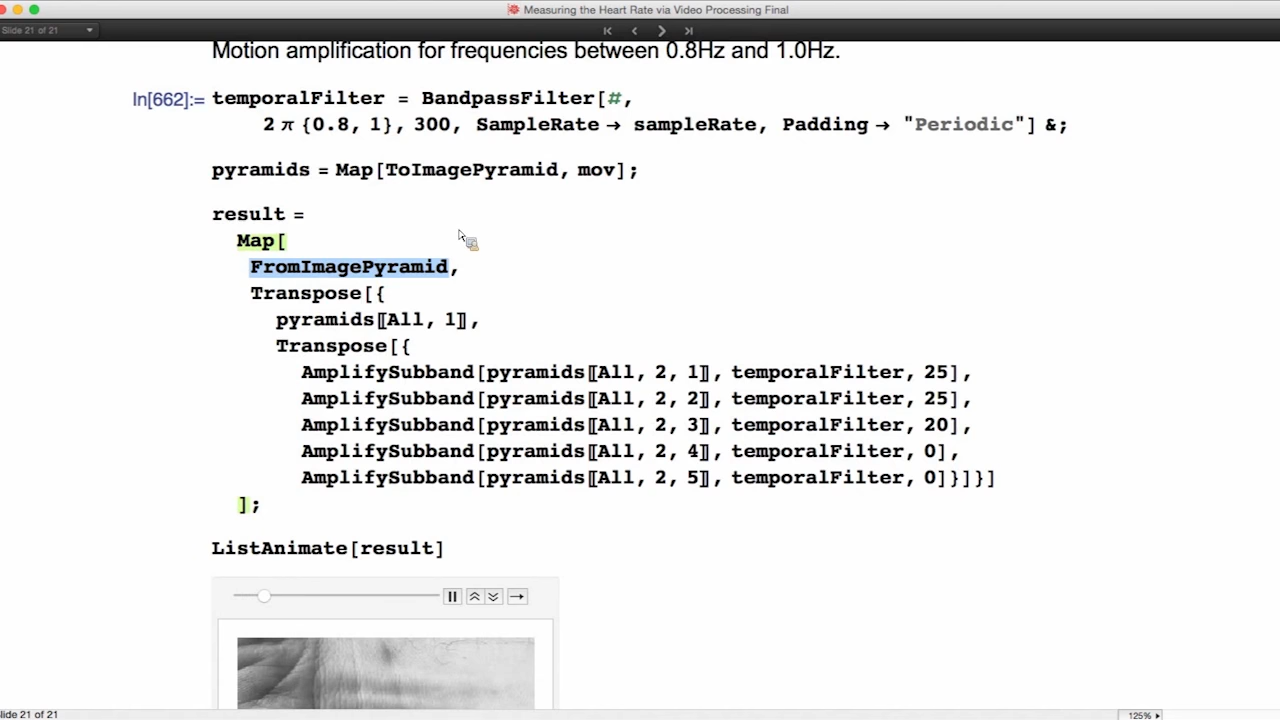 Measuring the Heart Rate via Video Processing Final
Slide 21 of 21
Motion amplification for frequencies between 0.8Hz and 1.0Hz.
In[662]:= temporalFilter = BandpassFilter[#,
2 π {0.8, 1}, 300, SampleRate → sampleRate, Padding → "Periodic"] &;
pyramids = Map[ToImagePyramid, mov];
result =
Map[
FromImagePyramid,
Transpose[{
pyramids〚All, 1〛,
Transpose[{
AmplifySubband[pyramids〚All, 2, 1〛, temporalFilter, 25],
AmplifySubband[pyramids〚All, 2, 2〛, temporalFilter, 25],
AmplifySubband[pyramids〚All, 2, 3〛, temporalFilter, 20],
AmplifySubband[pyramids〚All, 2, 4〛, temporalFilter, 0],
AmplifySubband[pyramids〚All, 2, 5〛, temporalFilter, 0]}]}]
];
ListAnimate[result]
lide 21 of 21
125%